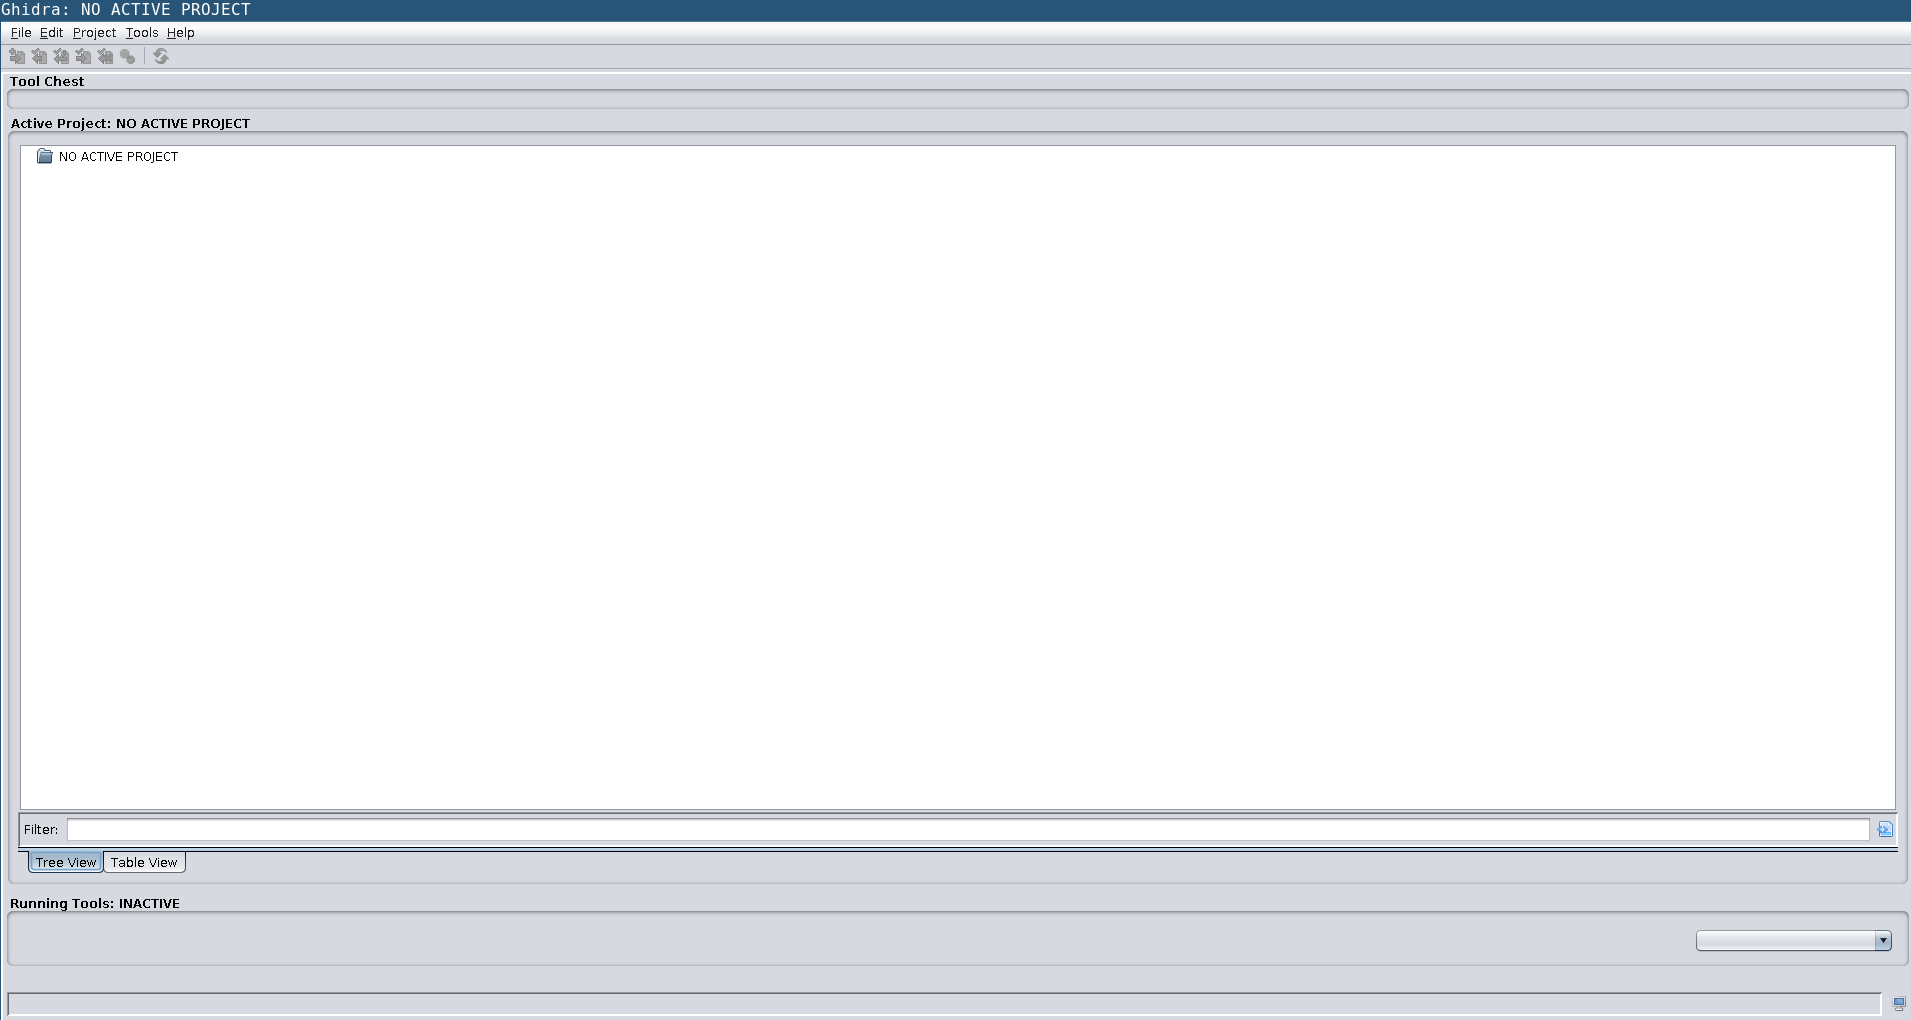 Ghidra: NO ACTIVE PROJECT
File Edit Project Tools Help
Tool Chest
Active Project: NO ACTIVE PROJECT
NO ACTIVE PROJECT
Filter:
Tree View Table View
Running Tools: INACTIVE